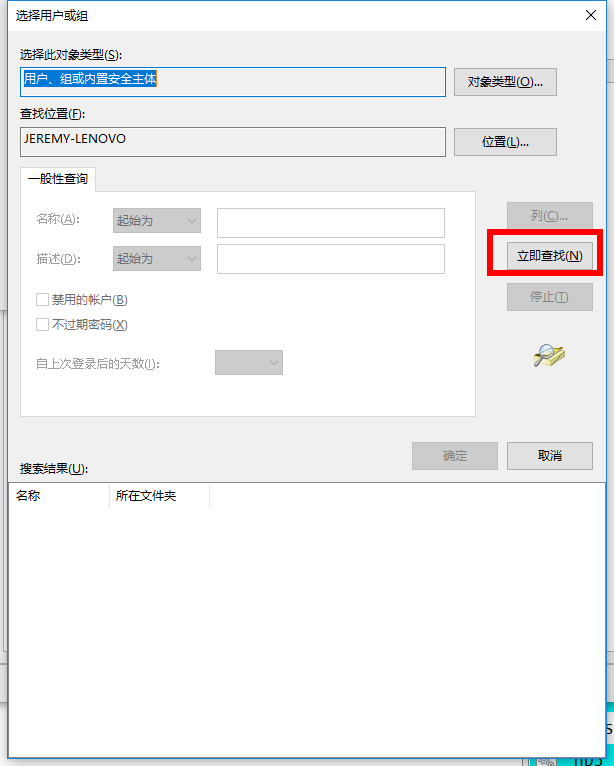 选择用户或组
选择此对象类型(S):
用户、组或内置安全主体
对象类型(O)...
查找位置(F):
JEREMY-LENOVO
位置(L)...
一般性查询
名称(A):
起始为
列(C)...
描述(D):
起始为
立即查找(N)
禁用的帐户(B)
停止(T)
不过期密码(X)
自上次登录后的天数(I):
确定
取消
搜索结果(U):
名称
所在文件夹